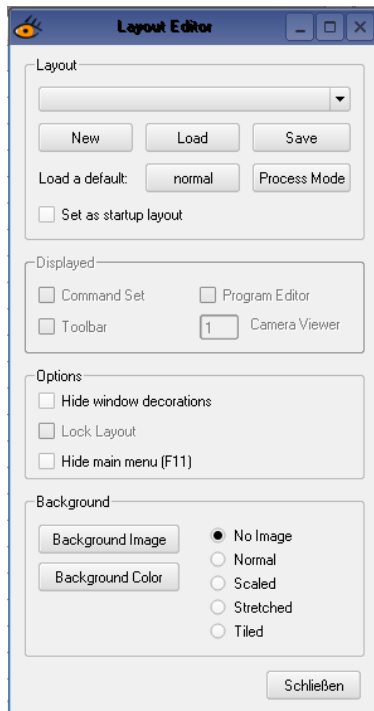 Layout Editor
Layout
New Load Save
Load a default: normal Process Mode
Set as startup layout
Displayed
Command Set Program Editor
Toolbar 1 Camera Viewer
Options
Hide window decorations
Lock Layout
Hide main menu (F11)
Background
Background Image No Image
Normal
Background Color Scaled
Stretched
Tiled
Schließen